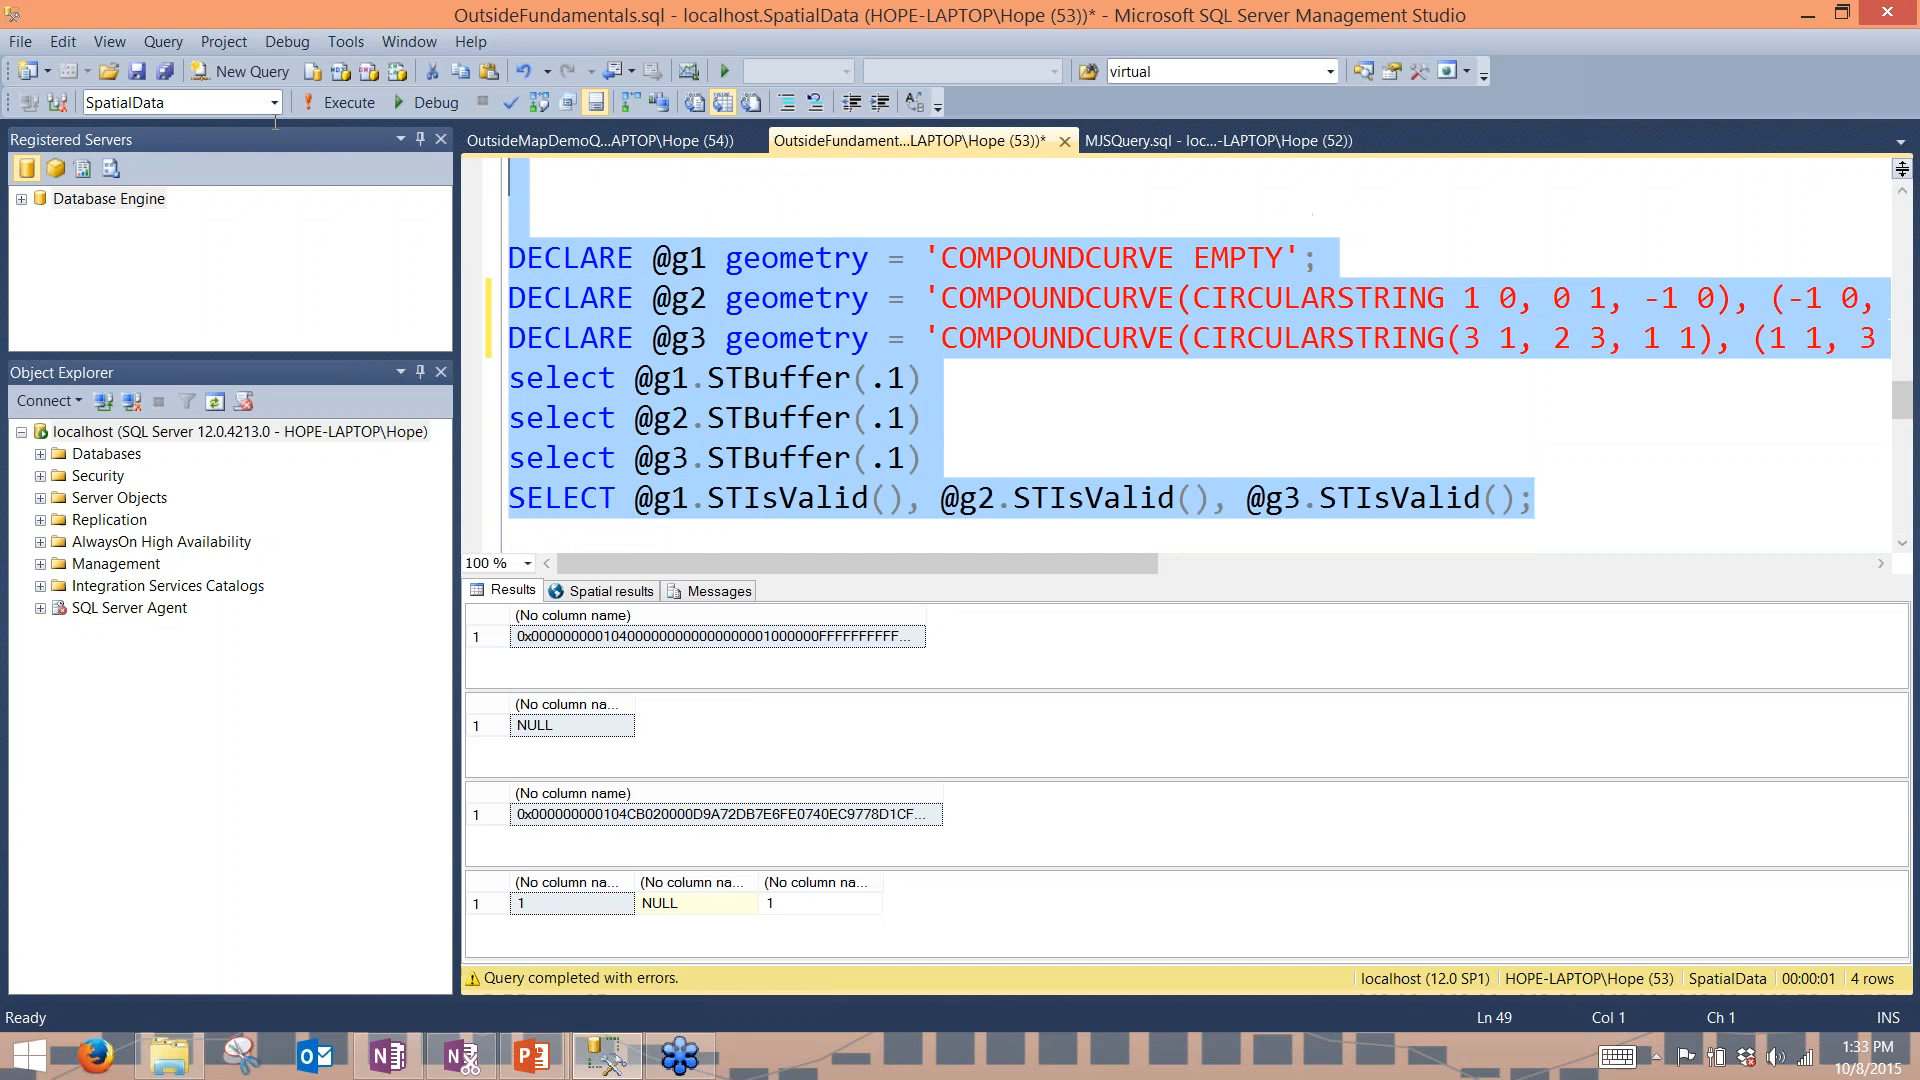 OutsideFundamentals.sql - localhost.SpatialData (HOPE-LAPTOP\Hope (53))* - Microsoft SQL Server Management Studio
File Edit View Query Project Debug Tools Window Help
New Query virtual
SpatialData Execute Debug
Registered Servers
Database Engine
Object Explorer
Connect
localhost (SQL Server 12.0.4213.0 - HOPE-LAPTOP\Hope)
Databases
Security
Server Objects
Replication
AlwaysOn High Availability
Management
Integration Services Catalogs
SQL Server Agent
OutsideMapDemoQ...APTOP\Hope (54)) OutsideFundament...LAPTOP\Hope (53))* MJSQuery.sql - loc...-LAPTOP\Hope (52))
DECLARE @g1 geometry = 'COMPOUNDCURVE EMPTY';
DECLARE @g2 geometry = 'COMPOUNDCURVE(CIRCULARSTRING 1 0, 0 1, -1 0), (-1 0,
DECLARE @g3 geometry = 'COMPOUNDCURVE(CIRCULARSTRING(3 1, 2 3, 1 1), (1 1, 3
select @g1.STBuffer(.1)
select @g2.STBuffer(.1)
select @g3.STBuffer(.1)
SELECT @g1.STIsValid(), @g2.STIsValid(), @g3.STIsValid();
100 %
Results Spatial results Messages
(No column name)
1 0x00000000010400000000000000001000000FFFFFFFFFF...
(No column na...
1 NULL
(No column name)
1 0x000000000104CB020000D9A72DB7E6FE0740EC9778D1CF...
(No column na... (No column na... (No column na...
1 1 NULL 1
Query completed with errors. localhost (12.0 SP1) HOPE-LAPTOP\Hope (53) SpatialData 00:00:01 4 rows
Ready Ln 49 Col 1 Ch 1 INS
1:33 PM
10/8/2015